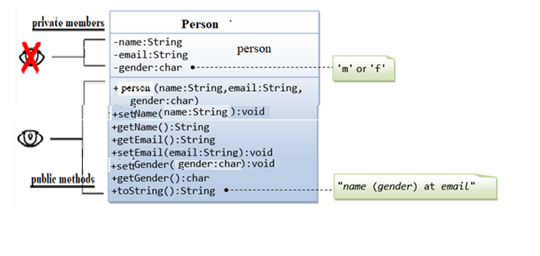 private members
Person
-name:String
person
-email:String
-gender:char
'm' or 'f'
+ person (name:String,email:String,
gender:char)
+setName(name:String):void
+getName():String
+getEmail():String
+setEmail(email:String):void
+setGender( gender:char):void
public methods
+getGender():char
+toString():String
"name (gender) at email"